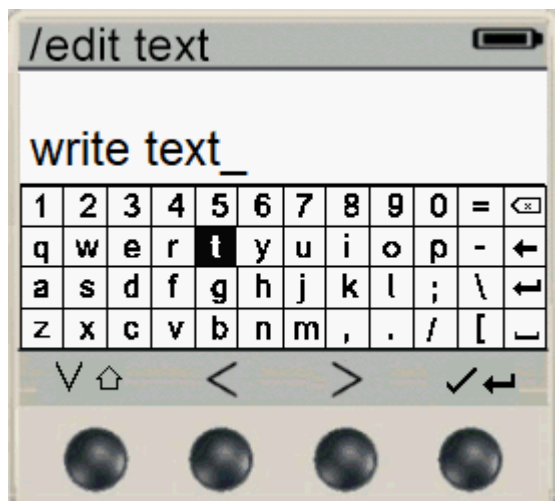 /edit text
write text_
1 2 3 4 5 6 7 8 9 0 =
q w e r t y u i o p -
a s d f g h j k l ; \
z x c v b n m , . / [